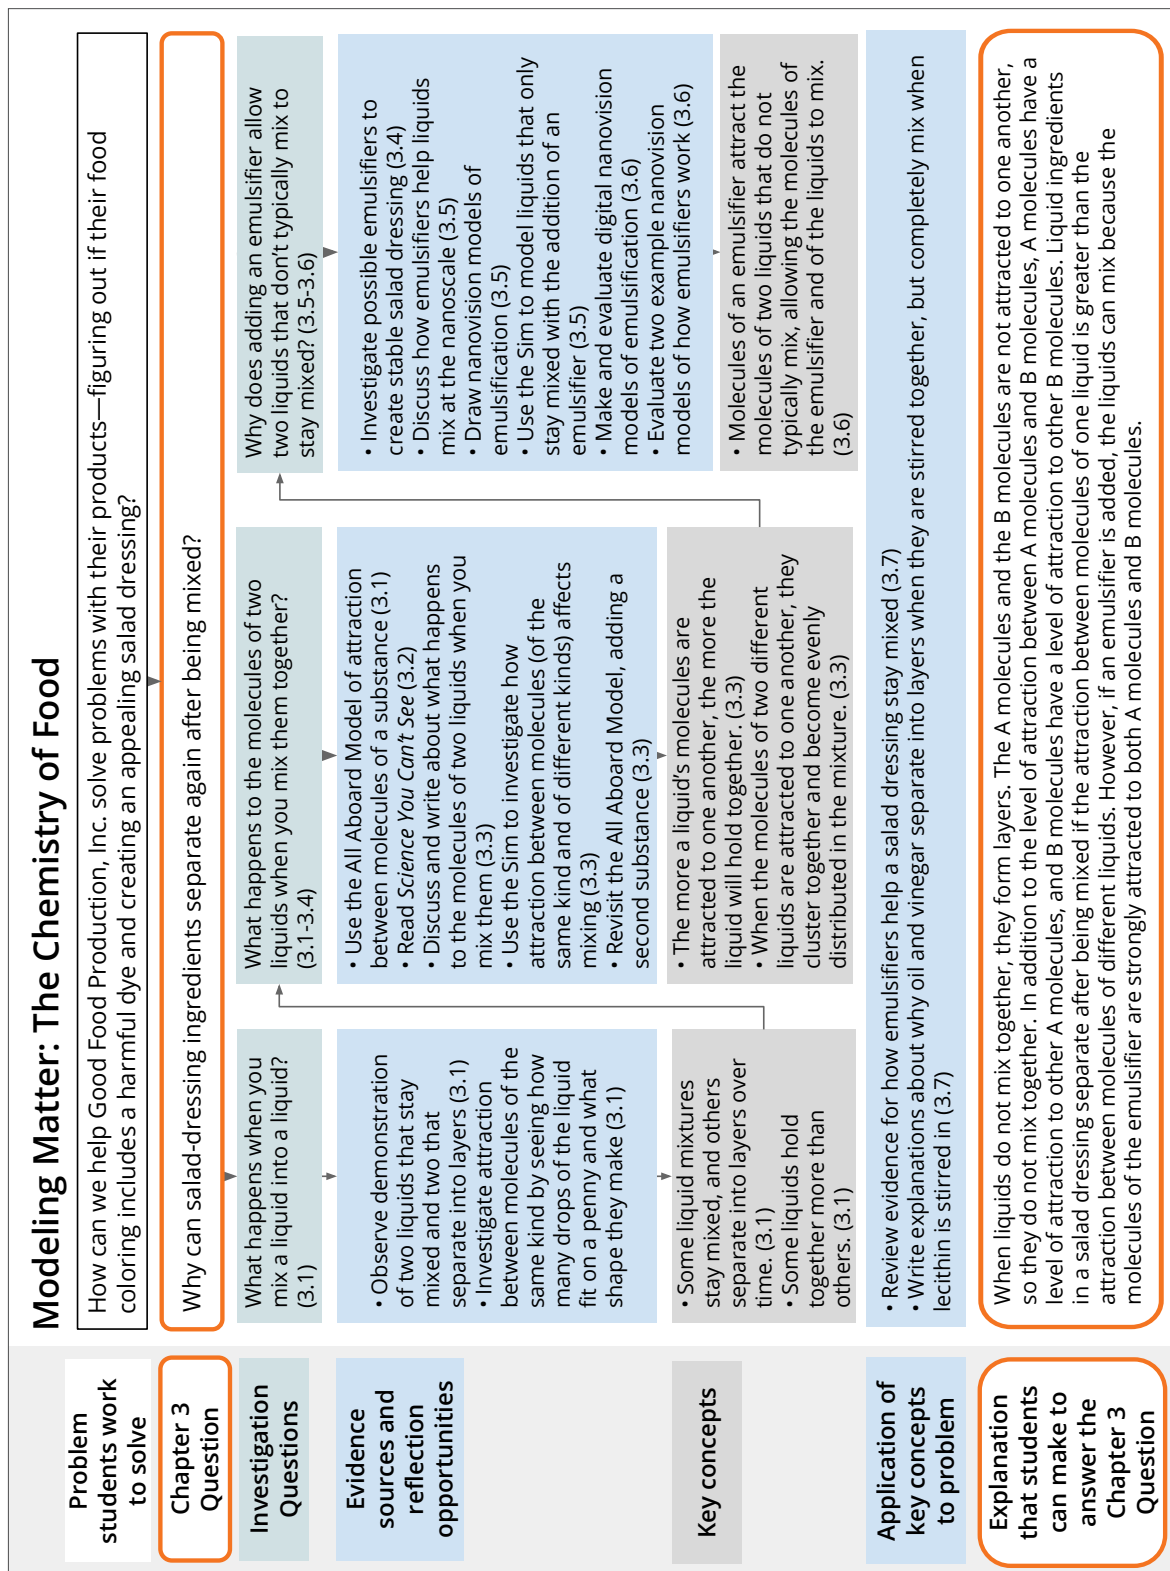 Modeling Matter: The Chemistry of Food
Problem
students work
to solve
How can we help Good Food Production, Inc. solve problems with their products—figuring out if their food
coloring includes a harmful dye and creating an appealing salad dressing?
Chapter 3
Question
Why can salad-dressing ingredients separate again after being mixed?
Investigation
Questions
What happens when you
mix a liquid into a liquid?
(3.1)
What happens to the molecules of two
liquids when you mix them together?
(3.1-3.4)
Why does adding an emulsifier allow
two liquids that don’t typically mix to
stay mixed? (3.5-3.6)
Evidence
sources and
reflection
opportunities
• Observe demonstration
of two liquids that stay
mixed and two that
separate into layers (3.1)
• Investigate attraction
between molecules of the
same kind by seeing how
many drops of the liquid
fit on a penny and what
shape they make (3.1)
• Use the All Aboard Model of attraction
between molecules of a substance (3.1)
• Read Science You Can’t See (3.2)
• Discuss and write about what happens
to the molecules of two liquids when you
mix them (3.3)
• Use the Sim to investigate how
attraction between molecules (of the
same kind and of different kinds) affects
mixing (3.3)
• Revisit the All Aboard Model, adding a
second substance (3.3)
• Investigate possible emulsifiers to
create stable salad dressing (3.4)
• Discuss how emulsifiers help liquids
mix at the nanoscale (3.5)
• Draw nanovision models of
emulsification (3.5)
• Use the Sim to model liquids that only
stay mixed with the addition of an
emulsifier (3.5)
• Make and evaluate digital nanovision
models of emulsification (3.6)
• Evaluate two example nanovision
models of how emulsifiers work (3.6)
Key concepts
• Some liquid mixtures
stay mixed, and others
separate into layers over
time. (3.1)
• Some liquids hold
together more than
others. (3.1)
• The more a liquid’s molecules are
attracted to one another, the more the
liquid will hold together. (3.3)
• When the molecules of two different
liquids are attracted to one another, they
cluster together and become evenly
distributed in the mixture. (3.3)
• Molecules of an emulsifier attract the
molecules of two liquids that do not
typically mix, allowing the molecules of
the emulsifier and of the liquids to mix.
(3.6)
Application of
key concepts
to problem
• Review evidence for how emulsifiers help a salad dressing stay mixed (3.7)
• Write explanations about why oil and vinegar separate into layers when they are stirred together, but completely mix when
lecithin is stirred in (3.7)
Explanation
that students
can make to
answer the
Chapter 3
Question
When liquids do not mix together, they form layers. The A molecules and the B molecules are not attracted to one another,
so they do not mix together. In addition to the level of attraction between A molecules and B molecules, A molecules have a
level of attraction to other A molecules, and B molecules have a level of attraction to other B molecules. Liquid ingredients
in a salad dressing separate after being mixed if the attraction between molecules of one liquid is greater than the
attraction between molecules of different liquids. However, if an emulsifier is added, the liquids can mix because the
molecules of the emulsifier are strongly attracted to both A molecules and B molecules.